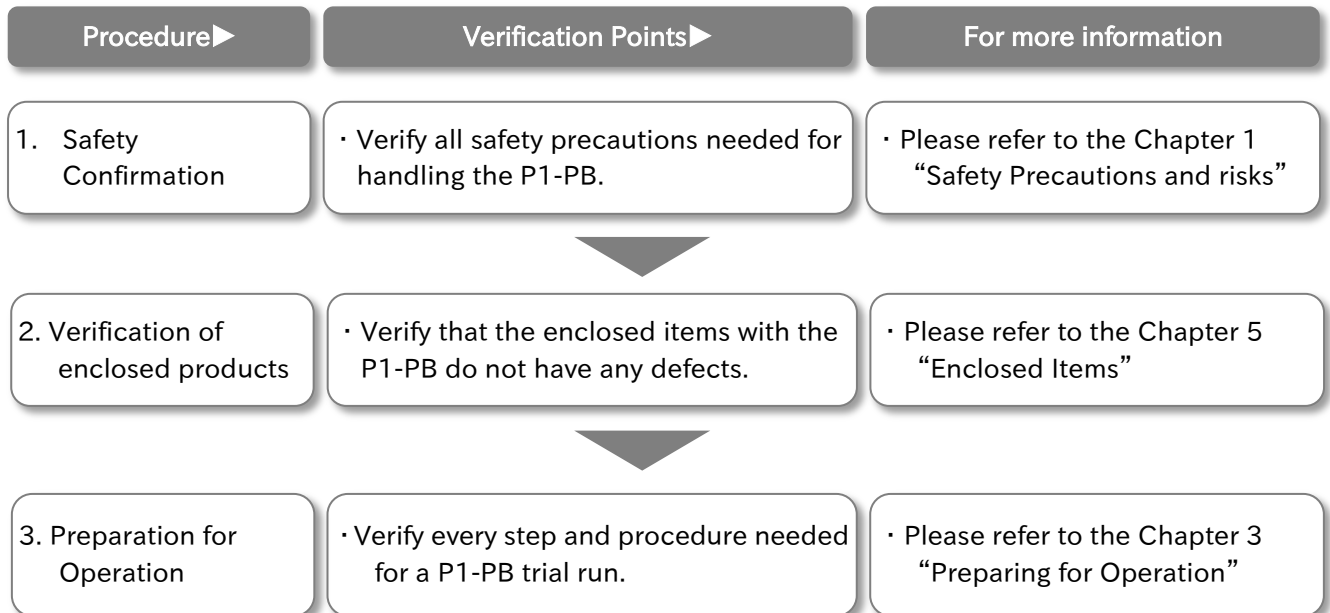 Procedure▶ Verification Points▶ For more information
1. Safety
Confirmation
· Verify all safety precautions needed for
handling the P1-PB.
· Please refer to the Chapter 1
“Safety Precautions and risks”
2. Verification of
enclosed products
· Verify that the enclosed items with the
P1-PB do not have any defects.
· Please refer to the Chapter 5
“Enclosed Items”
3. Preparation for
Operation
· Verify every step and procedure needed
for a P1-PB trial run.
· Please refer to the Chapter 3
“Preparing for Operation”